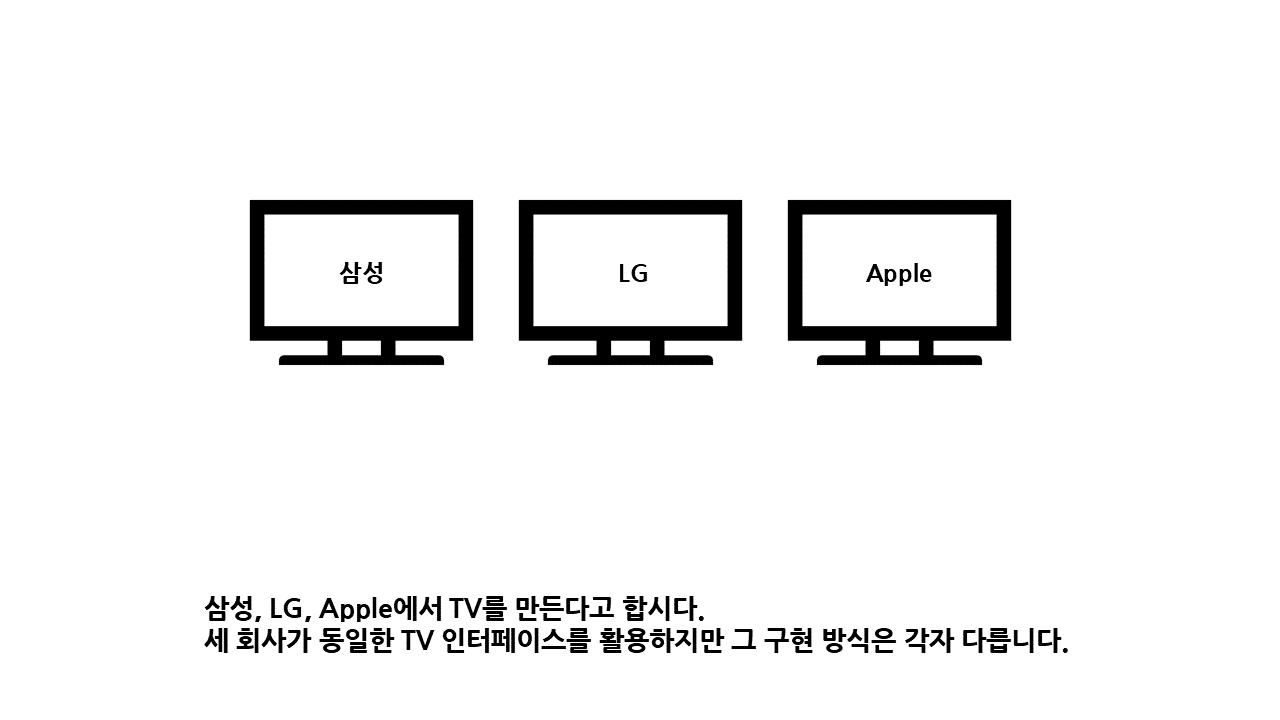 삼성
LG
Apple
삼성, LG, Apple에서 TV를 만든다고 합시다.
세 회사가 동일한 TV 인터페이스를 활용하지만 그 구현 방식은 각자 다릅니다.